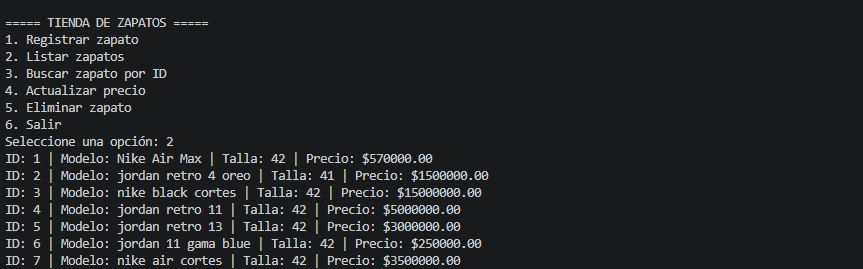 ===== TIENDA DE ZAPATOS =====
1. Registrar zapato
2. Listar zapatos
3. Buscar zapato por ID
4. Actualizar precio
5. Eliminar zapato
6. Salir
Seleccione una opción: 2
ID: 1 | Modelo: Nike Air Max | Talla: 42 | Precio: $570000.00
ID: 2 | Modelo: jordan retro 4 oreo | Talla: 41 | Precio: $1500000.00
ID: 3 | Modelo: nike black cortes | Talla: 42 | Precio: $15000000.00
ID: 4 | Modelo: jordan retro 11 | Talla: 42 | Precio: $5000000.00
ID: 5 | Modelo: jordan retro 13 | Talla: 42 | Precio: $3000000.00
ID: 6 | Modelo: jordan 11 gama blue | Talla: 42 | Precio: $250000.00
ID: 7 | Modelo: nike air cortes | Talla: 42 | Precio: $3500000.00